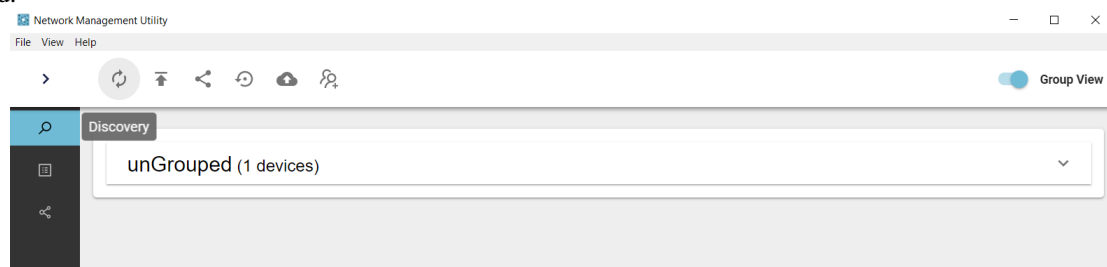 Network Management Utility
File View Help
Group View
Discovery
unGrouped (1 devices)